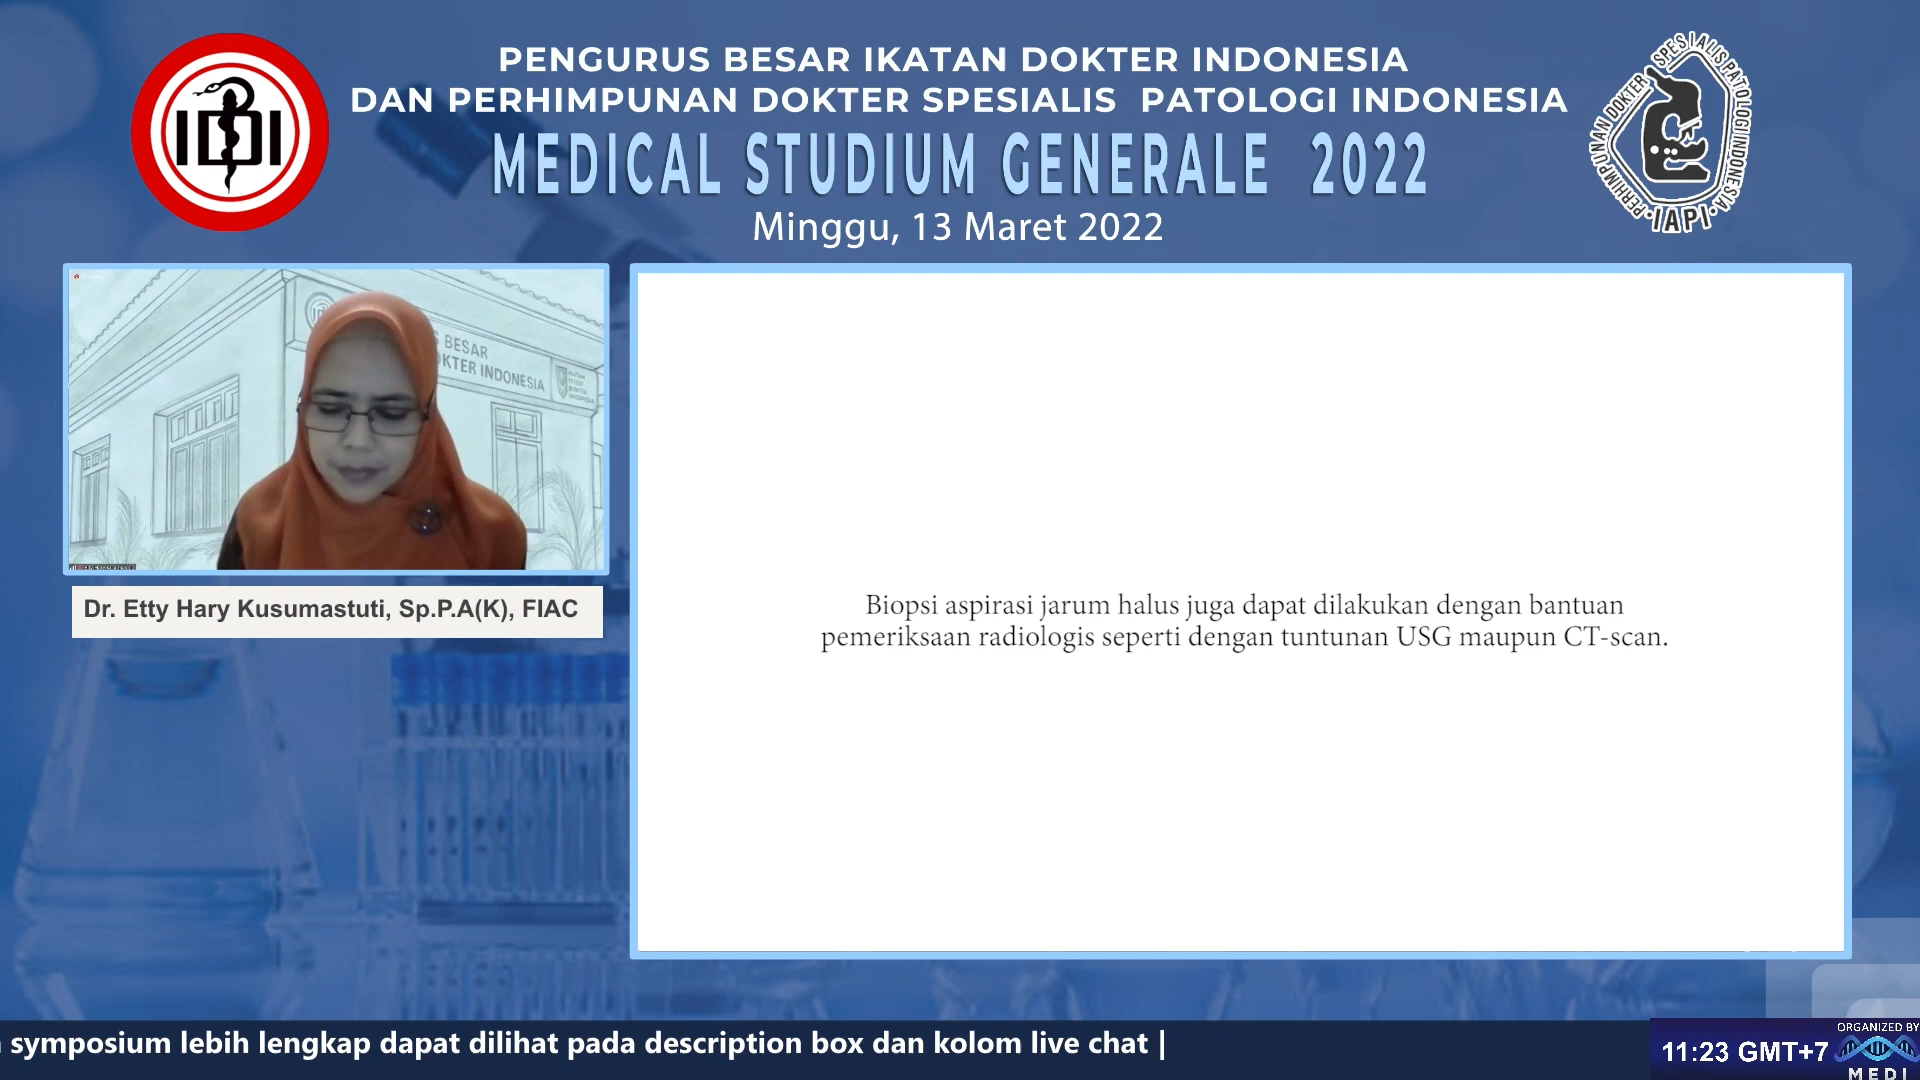 PENGURUS BESAR IKATAN DOKTER INDONESIA
DAN PERHIMPUNAN DOKTER SPESIALIS PATOLOGI INDONESIA
MEDICAL STUDIUM GENERALE 2022
Minggu, 13 Maret 2022
IDI
PERHIMPUNAN DOKTER SPESIALIS PATOLOGI INDONESIA
IAPI
BESAR
KTER INDONESIA
Dr. Etty Hary Kusumastuti, Sp.P.A(K), FIAC
Biopsi aspirasi jarum halus juga dapat dilakukan dengan bantuan
pemeriksaan radiologis seperti dengan tuntunan USG maupun CT-scan.
symposium lebih lengkap dapat dilihat pada description box dan kolom live chat |
11:23 GMT+7
ORGANIZED BY
MEDI